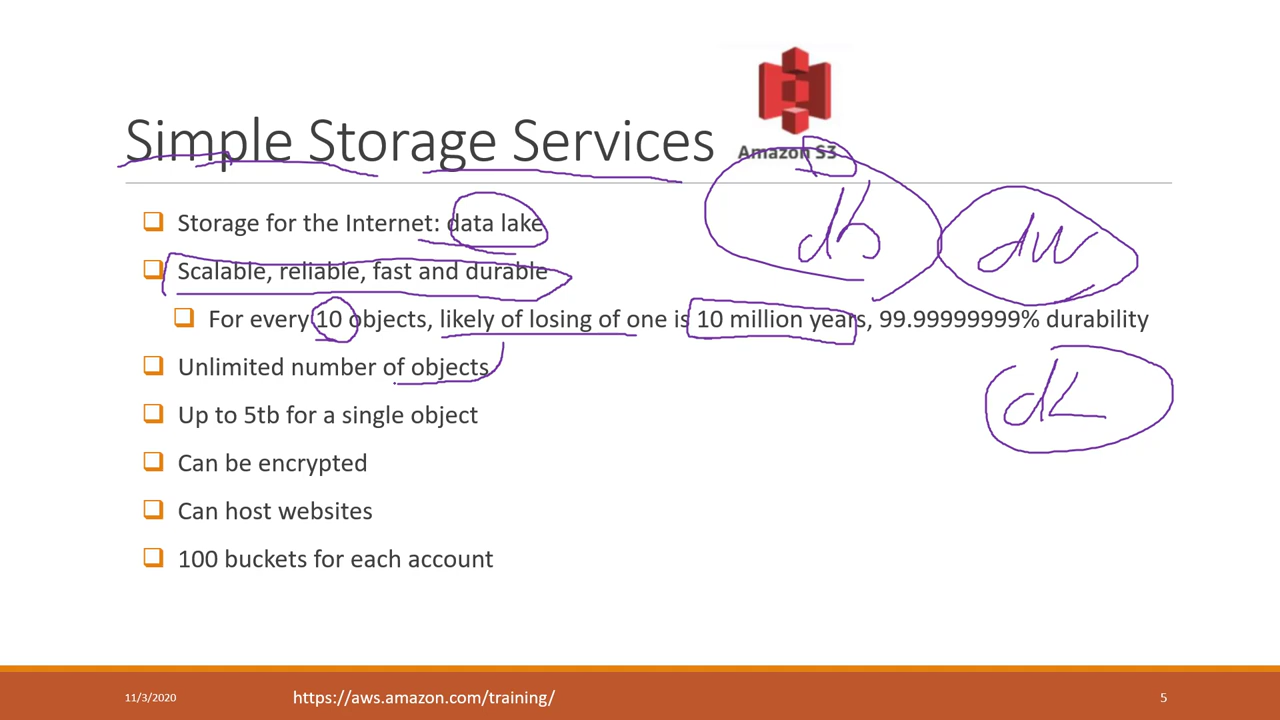 Simple Storage Services
Amazon S3
Storage for the Internet: data lake
Scalable, reliable, fast and durable
For every 10 objects, likely of losing of one is 10 million years, 99.99999999% durability
Unlimited number of objects
Up to 5tb for a single object
Can be encrypted
Can host websites
100 buckets for each account
db
dw
dL
11/3/2020
https://aws.amazon.com/training/
5